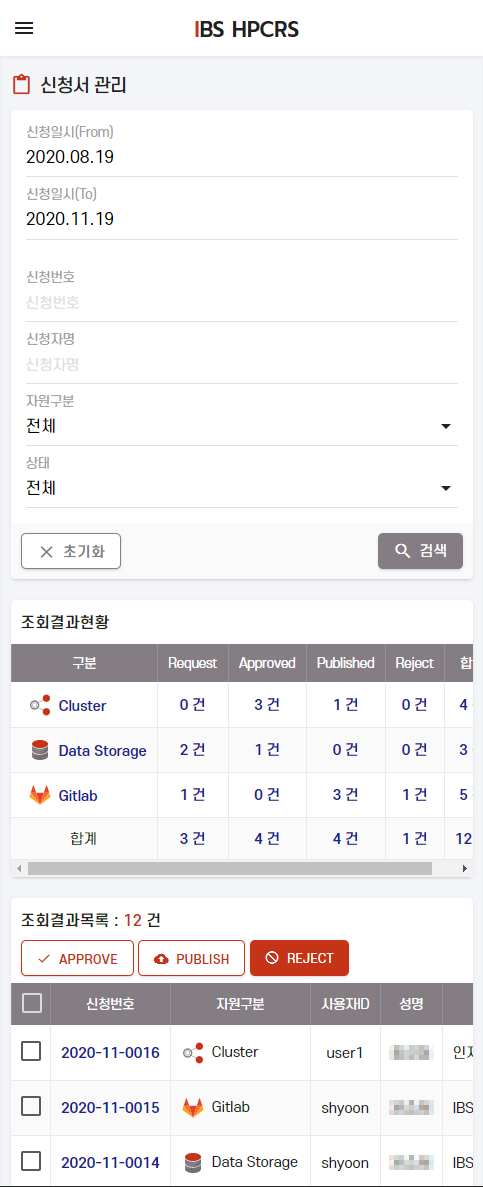 IBS HPCRS
신청서 관리
신청일시(From)
2020.08.19
신청일시(To)
2020.11.19
신청번호
신청번호
신청자명
신청자명
자원구분
전체
상태
전체
초기화 검색
조회결과현황
구분 Request Approved Published Reject
Cluster 0 건 3 건 1 건 0 건 4
Data Storage 2 건 1 건 0 건 0 건 3
Gitlab 1 건 0 건 3 건 1 건 5
합계 3 건 4 건 4 건 1 건 12
조회결과목록 : 12 건
APPROVE PUBLISH REJECT
신청번호 자원구분 사용자ID 성명
2020-11-0016 Cluster user1
2020-11-0015 Gitlab shyoon IBS
2020-11-0014 Data Storage shyoon IBS